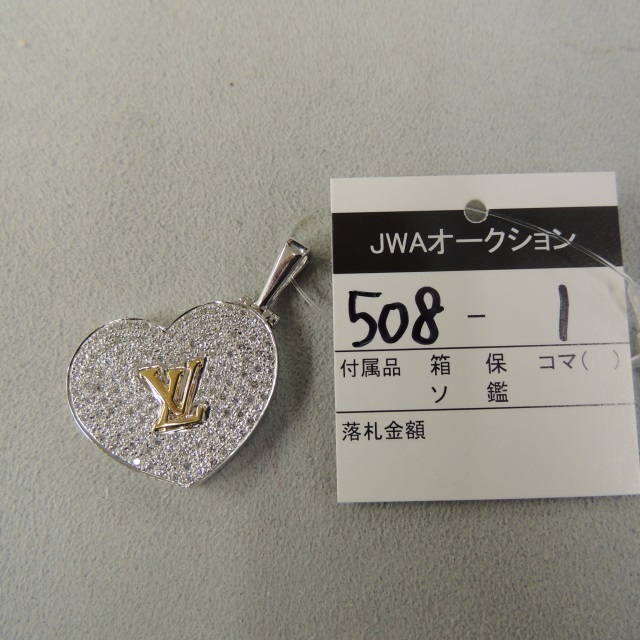 LV
JWAオークション
508 - 1
付属品 箱 保 コマ( )
ソ 鑑
落札金額